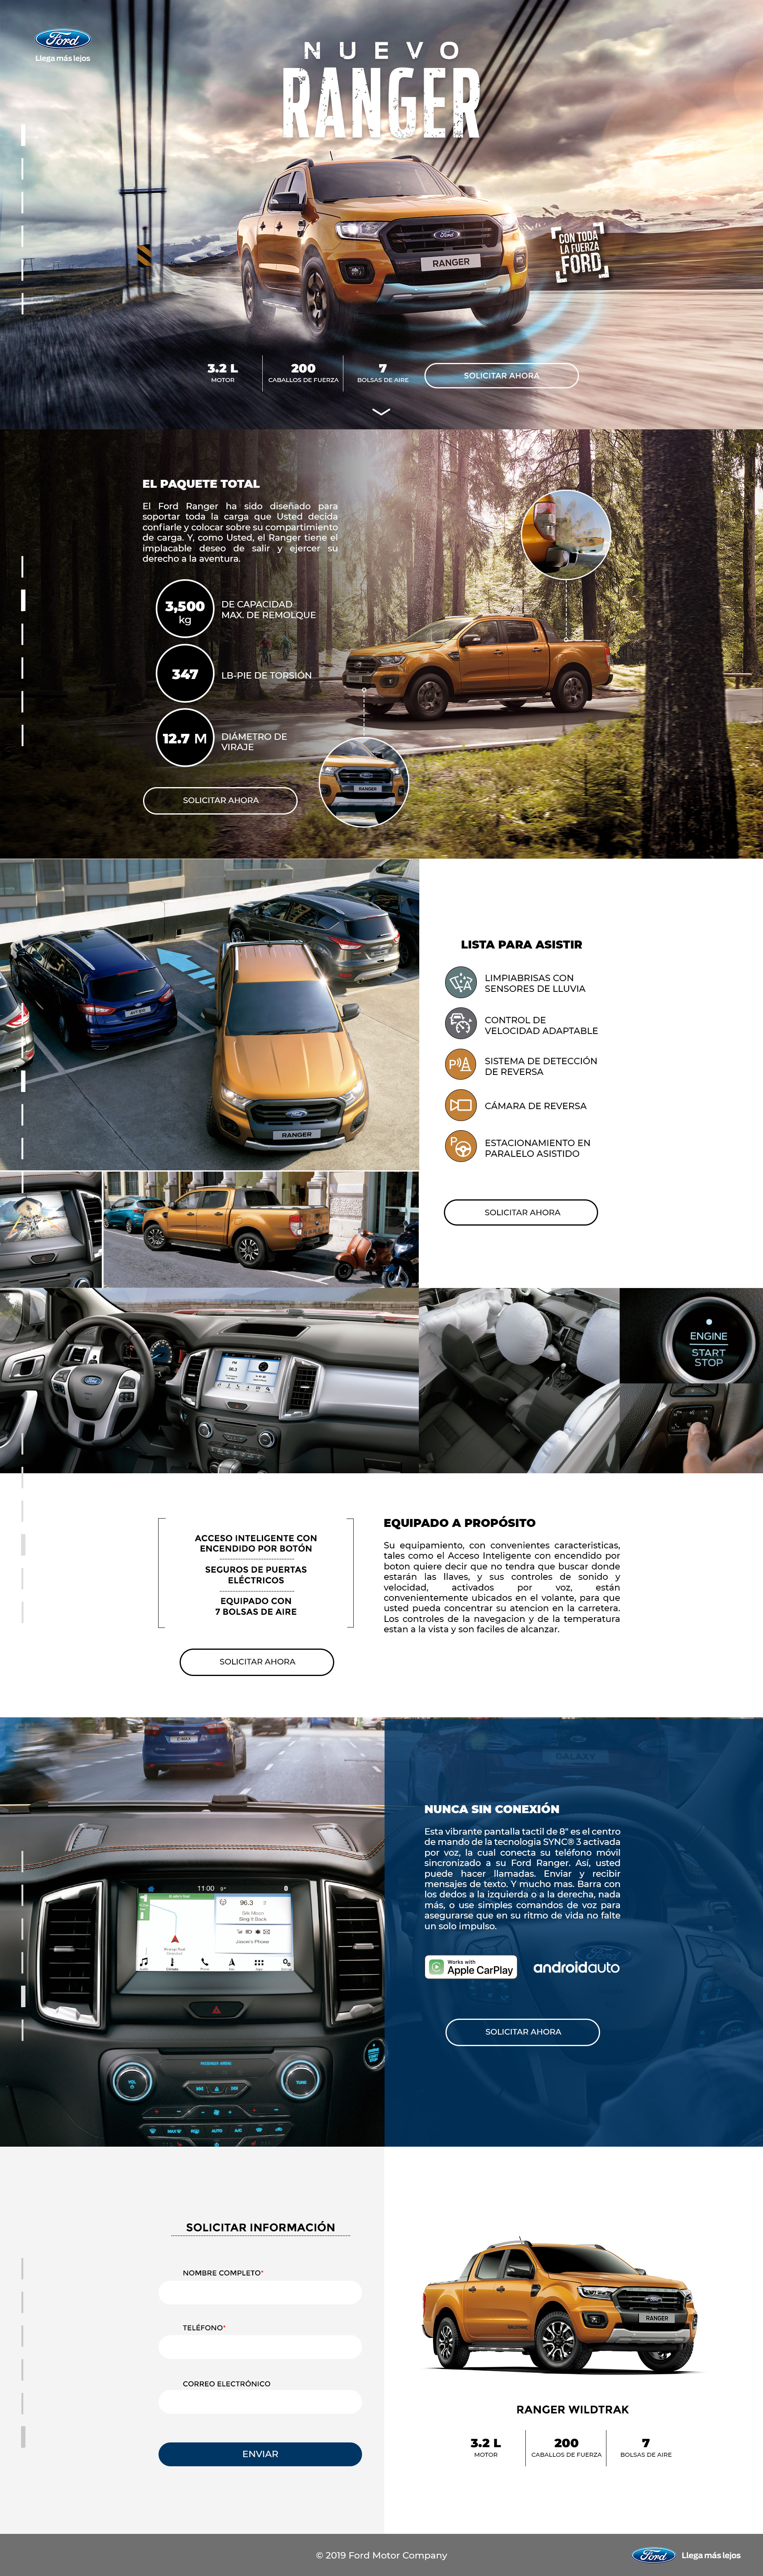 Ford
Llega más lejos
NUEVO
RANGER
RANGER
CON TODA
LA FUERZA
FORD
3.2 L
MOTOR
200
CABALLOS DE FUERZA
7
BOLSAS DE AIRE
SOLICITAR AHORA
EL PAQUETE TOTAL
El Ford Ranger ha sido diseñado para
soportar toda la carga que Usted decida
confiarle y colocar sobre su compartimiento
de carga. Y, como Usted, el Ranger tiene el
implacable deseo de salir y ejercer su
derecho a la aventura.
3,500
kg
DE CAPACIDAD
MAX. DE REMOLQUE
347
LB-PIE DE TORSIÓN
12.7 M
DIÁMETRO DE
VIRAJE
RANGER
SOLICITAR AHORA
RANGER
LISTA PARA ASISTIR
LIMPIABRISAS CON
SENSORES DE LLUVIA
CONTROL DE
VELOCIDAD ADAPTABLE
SISTEMA DE DETECCIÓN
DE REVERSA
CÁMARA DE REVERSA
ESTACIONAMIENTO EN
PARALELO ASISTIDO
SOLICITAR AHORA
ENGINE
START
STOP
ACCESO INTELIGENTE CON
ENCENDIDO POR BOTÓN
SEGUROS DE PUERTAS
ELÉCTRICOS
EQUIPADO CON
7 BOLSAS DE AIRE
SOLICITAR AHORA
EQUIPADO A PROPÓSITO
Su equipamiento, con convenientes caracteristicas,
tales como el Acceso Inteligente con encendido por
boton quiere decir que no tendra que buscar donde
estarán las llaves, y sus controles de sonido y
velocidad, activados por voz, están
convenientemente ubicados en el volante, para que
usted pueda concentrar su atencion en la carretera.
Los controles de la navegacion y de la temperatura
estan a la vista y son faciles de alcanzar.
GALAXY
11:00
96.3
Jason's Phone
VOL
TUNE
AUTO
A/C
NUNCA SIN CONEXIÓN
Esta vibrante pantalla tactil de 8" es el centro
de mando de la tecnologia SYNC® 3 activada
por voz, la cual conecta su teléfono móvil
sincronizado a su Ford Ranger. Así, usted
puede hacer llamadas. Enviar y recibir
mensajes de texto. Y mucho mas. Barra con
los dedos a la izquierda o a la derecha, nada
más, o use simples comandos de voz para
asegurarse que en su ritmo de vida no falte
un solo impulso.
Works with
Apple CarPlay
androidauto
SOLICITAR AHORA
SOLICITAR INFORMACIÓN
NOMBRE COMPLETO*
TELÉFONO*
CORREO ELECTRÓNICO
ENVIAR
RANGER
RANGER WILDTRAK
3.2 L
MOTOR
200
CABALLOS DE FUERZA
7
BOLSAS DE AIRE
© 2019 Ford Motor Company
Ford
Llega más lejos